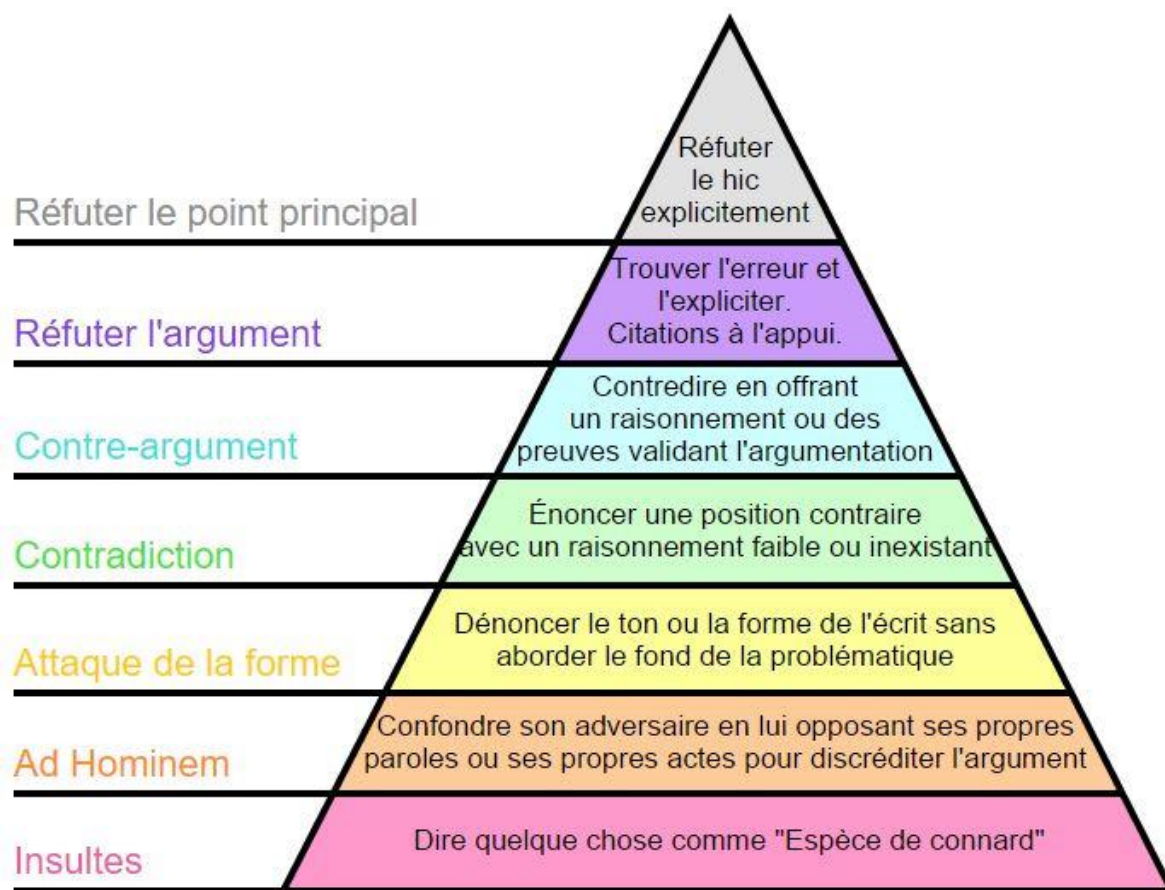 Réfuter
le hic
explicitement
Réfuter le point principal
Trouver l'erreur et
l'expliciter.
Citations à l'appui.
Réfuter l'argument
Contredire en offrant
un raisonnement ou des
preuves validant l'argumentation
Contre-argument
Énoncer une position contraire
avec un raisonnement faible ou inexistant
Contradiction
Dénoncer le ton ou la forme de l'écrit sans
aborder le fond de la problématique
Attaque de la forme
Confondre son adversaire en lui opposant ses propres
paroles ou ses propres actes pour discréditer l'argument
Ad Hominem
Dire quelque chose comme "Espèce de connard"
Insultes